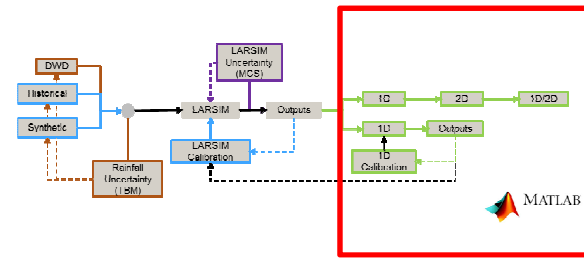 LARSIM
Uncertainty
(MCS)
DWD
Historical
1D 2D 1D/2D
LARSIM Outputs
Synthetic
1D Outputs
LARSIM
Calibration
1D
Calibration
Rainfall
Uncertainty
(TBM)
MATLAB